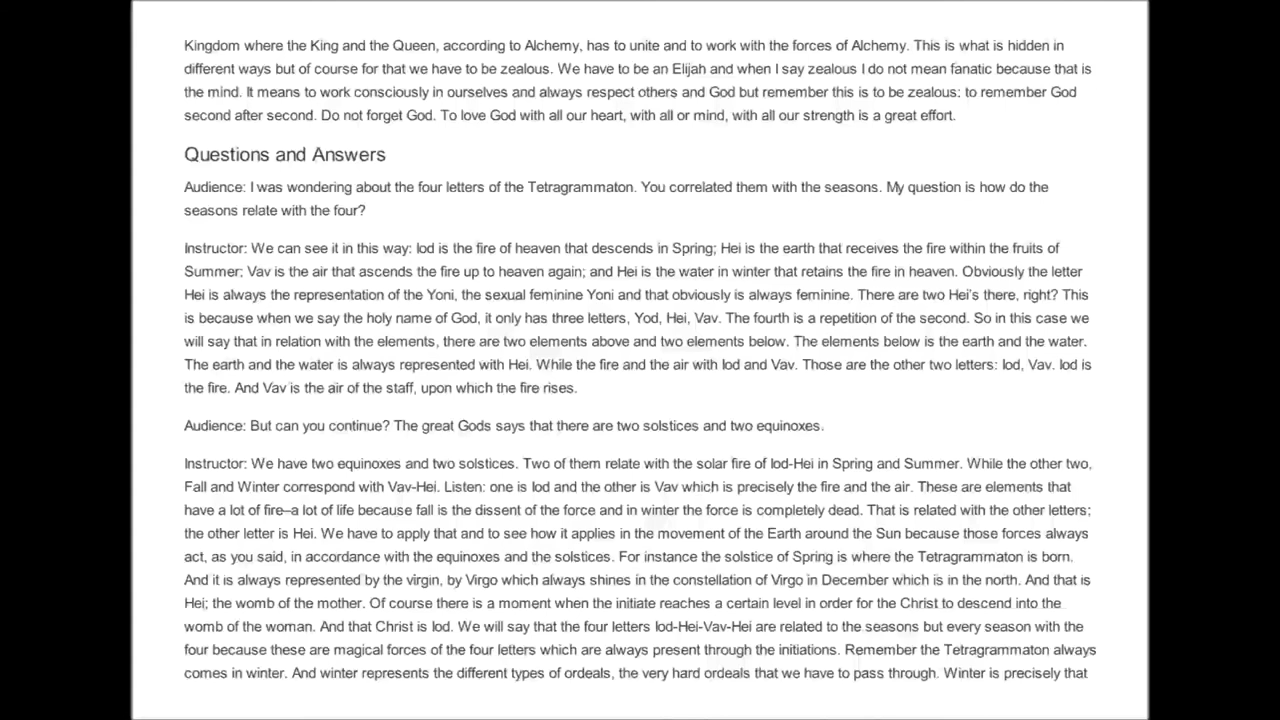 Kingdom where the King and the Queen, according to Alchemy, has to unite and to work with the forces of Alchemy. This is what is hidden in
different ways but of course for that we have to be zealous. We have to be an Elijah and when I say zealous I do not mean fanatic because that is
the mind. It means to work consciously in ourselves and always respect others and God but remember this is to be zealous: to remember God
second after second. Do not forget God. To love God with all our heart, with all or mind, with all our strength is a great effort.
Questions and Answers
Audience: I was wondering about the four letters of the Tetragrammaton. You correlated them with the seasons. My question is how do the
seasons relate with the four?
Instructor: We can see it in this way: Iod is the fire of heaven that descends in Spring; Hei is the earth that receives the fire within the fruits of
Summer; Vav is the air that ascends the fire up to heaven again; and Hei is the water in winter that retains the fire in heaven. Obviously the letter
Hei is always the representation of the Yoni, the sexual feminine Yoni and that obviously is always feminine. There are two Hei's there, right? This
is because when we say the holy name of God, it only has three letters, Yod, Hei, Vav. The fourth is a repetition of the second. So in this case we
will say that in relation with the elements, there are two elements above and two elements below. The elements below is the earth and the water.
The earth and the water is always represented with Hei. While the fire and the air with Iod and Vav. Those are the other two letters: Iod, Vav. Iod is
the fire. And Vav is the air of the staff, upon which the fire rises.
Audience: But can you continue? The great Gods says that there are two solstices and two equinoxes.
Instructor: We have two equinoxes and two solstices. Two of them relate with the solar fire of Iod-Hei in Spring and Summer. While the other two,
Fall and Winter correspond with Vav-Hei. Listen: one is Iod and the other is Vav which is precisely the fire and the air. These are elements that
have a lot of fire–a lot of life because fall is the dissent of the force and in winter the force is completely dead. That is related with the other letters;
the other letter is Hei. We have to apply that and to see how it applies in the movement of the Earth around the Sun because those forces always
act, as you said, in accordance with the equinoxes and the solstices. For instance the solstice of Spring is where the Tetragrammaton is born.
And it is always represented by the virgin, by Virgo which always shines in the constellation of Virgo in December which is in the north. And that is
Hei; the womb of the mother. Of course there is a moment when the initiate reaches a certain level in order for the Christ to descend into the
womb of the woman. And that Christ is Iod. We will say that the four letters Iod-Hei-Vav-Hei are related to the seasons but every season with the
four because these are magical forces of the four letters which are always present through the initiations. Remember the Tetragrammaton always
comes in winter. And winter represents the different types of ordeals, the very hard ordeals that we have to pass through. Winter is precisely that